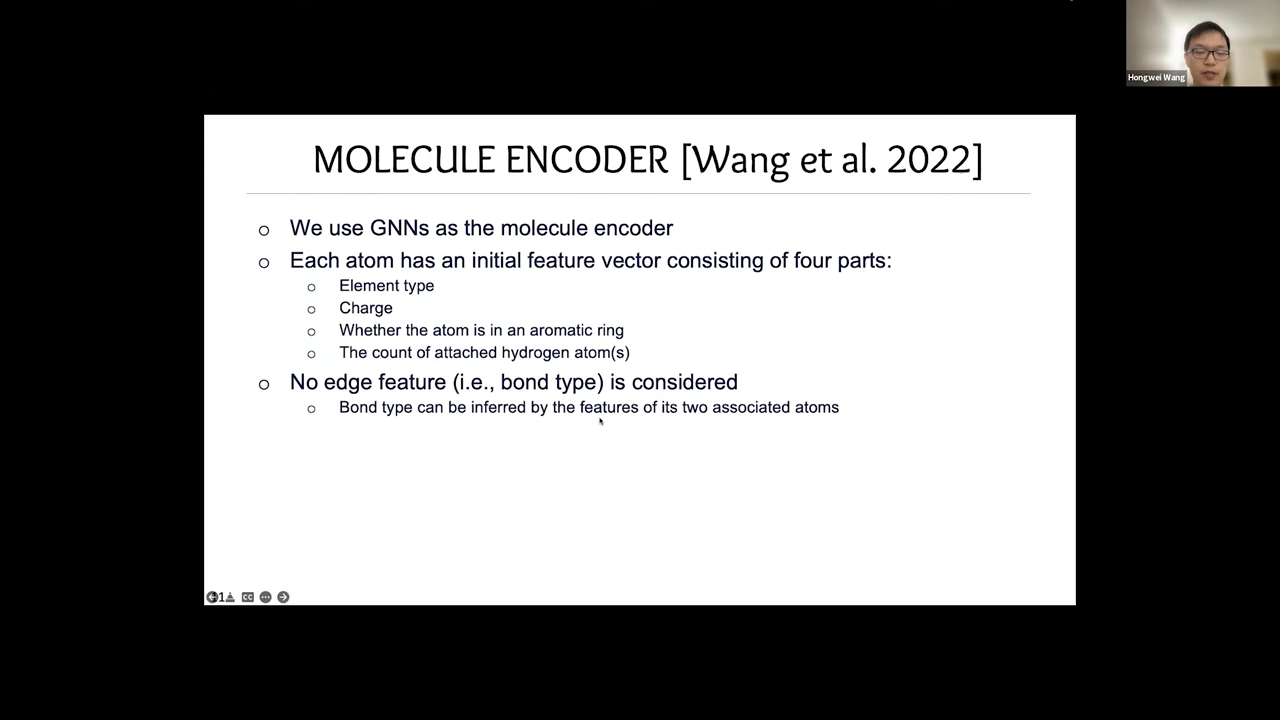 Hongwei Wang
MOLECULE ENCODER [Wang et al. 2022]
We use GNNs as the molecule encoder
Each atom has an initial feature vector consisting of four parts:
Element type
Charge
Whether the atom is in an aromatic ring
The count of attached hydrogen atom(s)
No edge feature (i.e., bond type) is considered
Bond type can be inferred by the features of its two associated atoms